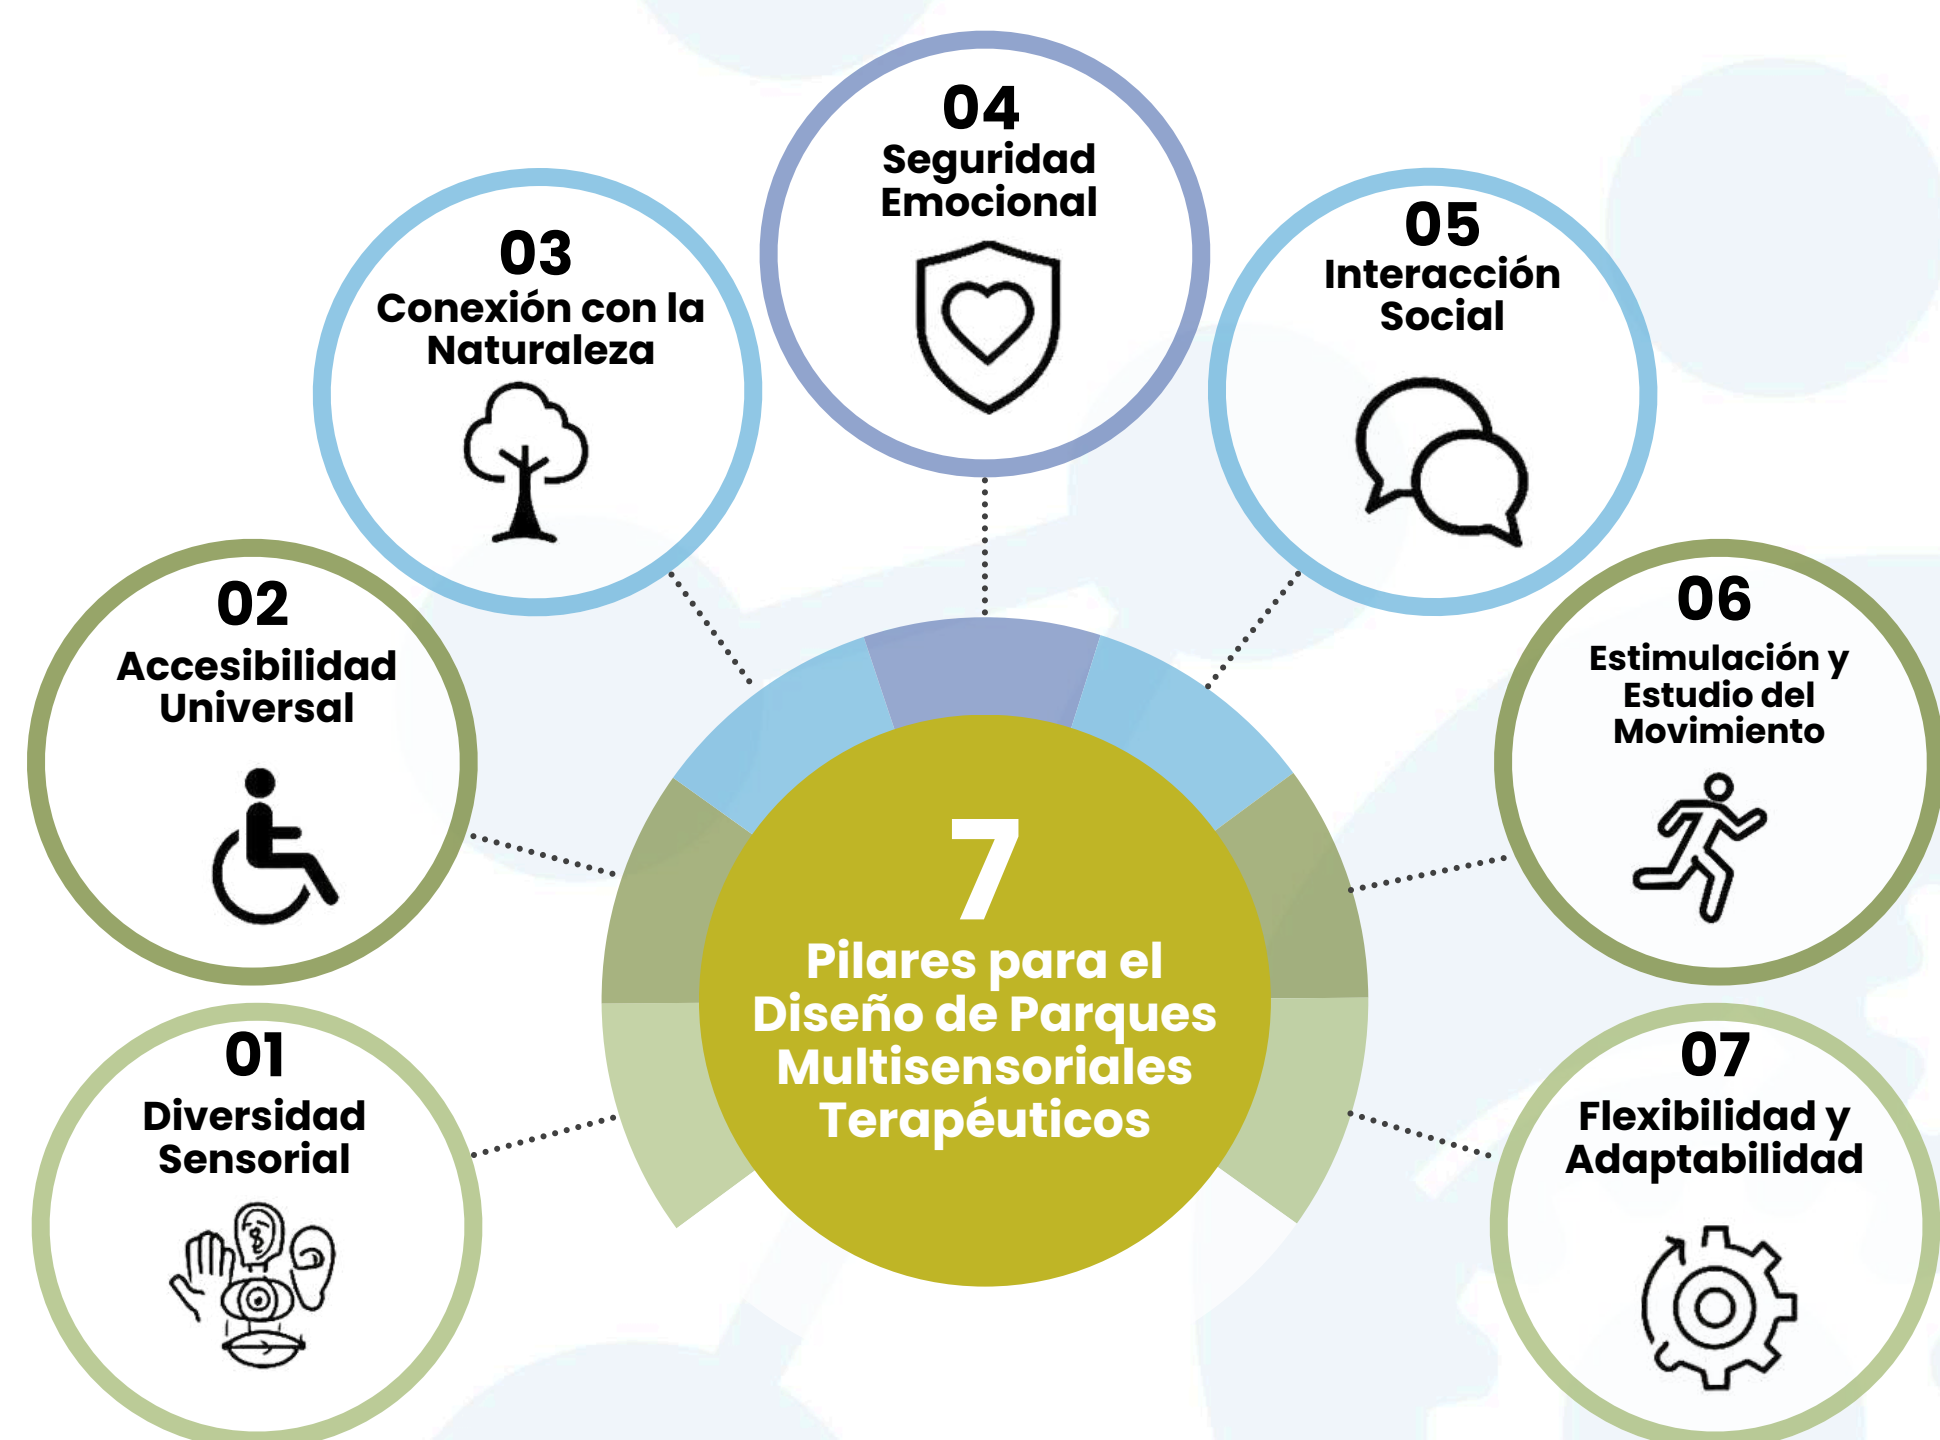 7
Pilares para el
Diseño de Parques
Multisensoriales
Terapéuticos
01
Diversidad
Sensorial
02
Accesibilidad
Universal
03
Conexión con la
Naturaleza
04
Seguridad
Emocional
05
Interacción
Social
06
Estimulación y
Estudio del
Movimiento
07
Flexibilidad y
Adaptabilidad